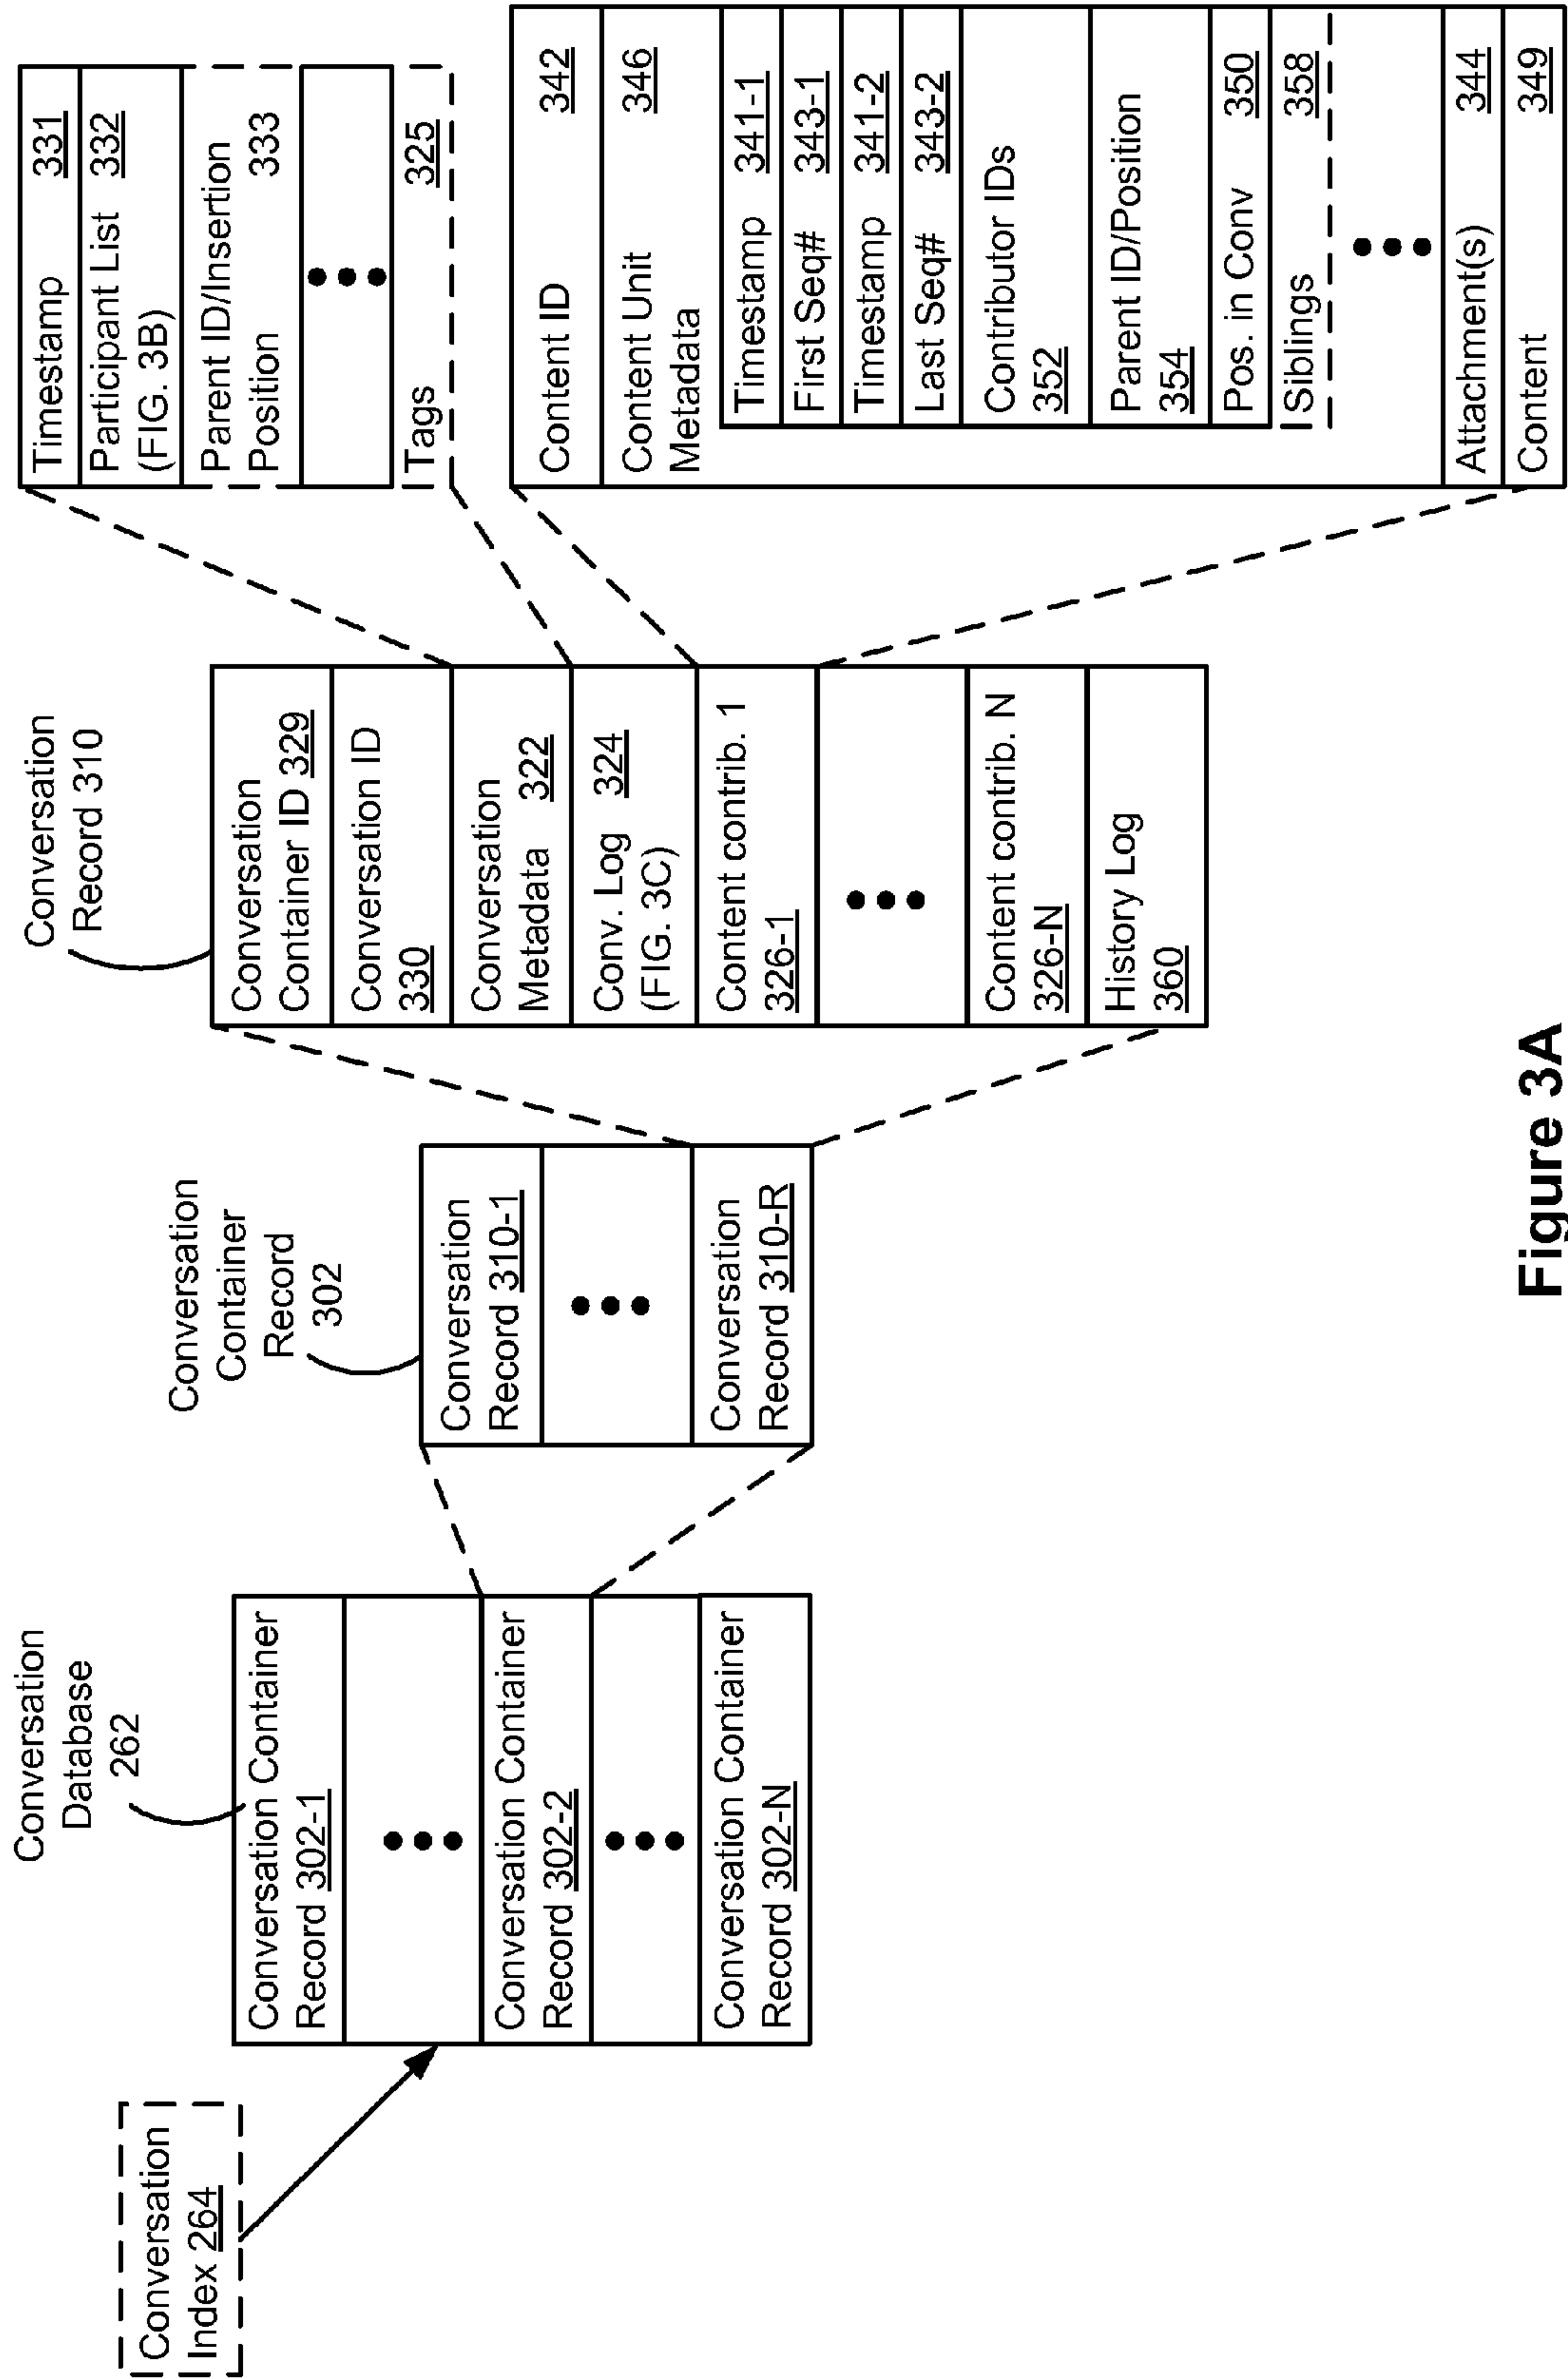 Conversation
Index 264
Conversation
Database
262
Conversation Container
Record 302-1
Conversation Container
Record 302-2
Conversation Container
Record 302-N
Conversation
Container
Record
302
Conversation
Record 310-1
Conversation
Record 310-R
Conversation
Record 310
Conversation
Container ID 329
Conversation ID
330
Conversation
Metadata 322
Conv. Log 324
(FIG. 3C)
Content contrib. 1
326-1
Content contrib. N
326-N
History Log
360
Timestamp 331
Participant List 332
(FIG. 3B)
Parent ID/Insertion
Position 333
Tags 325
Content ID 342
Content Unit 346
Metadata
Timestamp 341-1
First Seq# 343-1
Timestamp 341-2
Last Seq# 343-2
Contributor IDs
352
Parent ID/Position
354
Pos. in Conv 350
Siblings 358
Attachment(s) 344
Content 349
Figure 3A